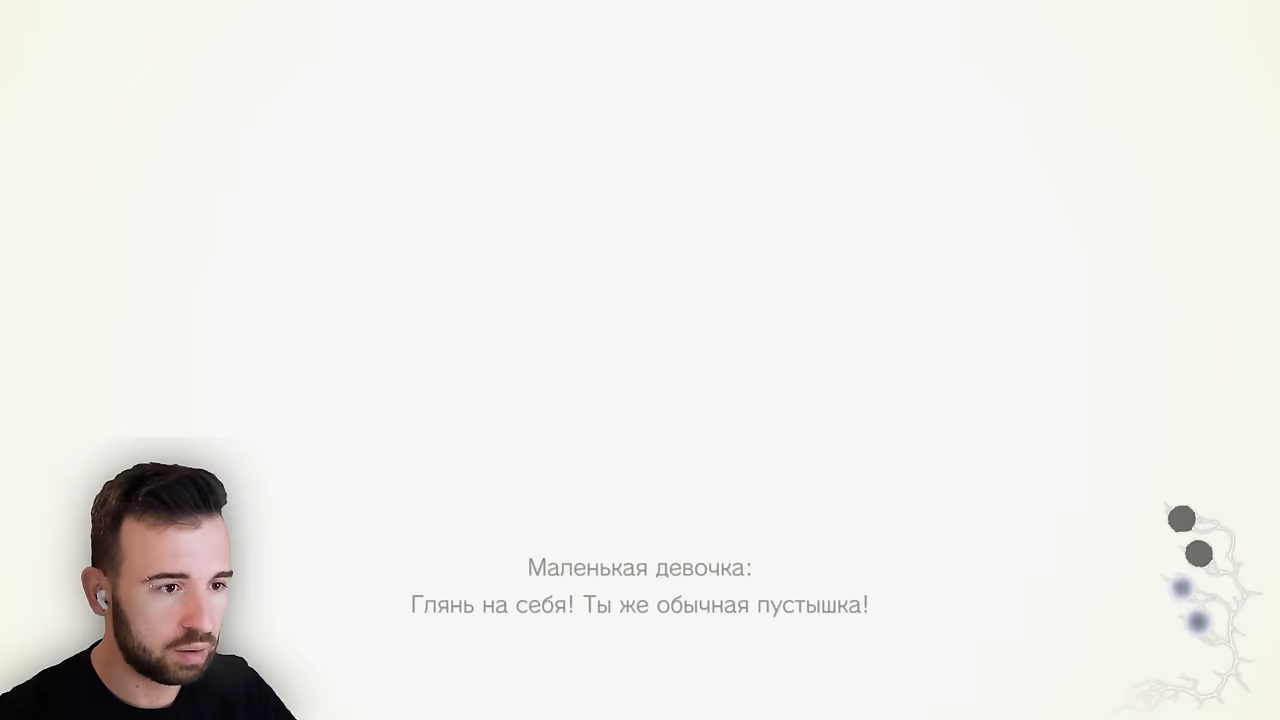 Маленькая девочка:
Глянь на себя! Ты же обычная пустышка!